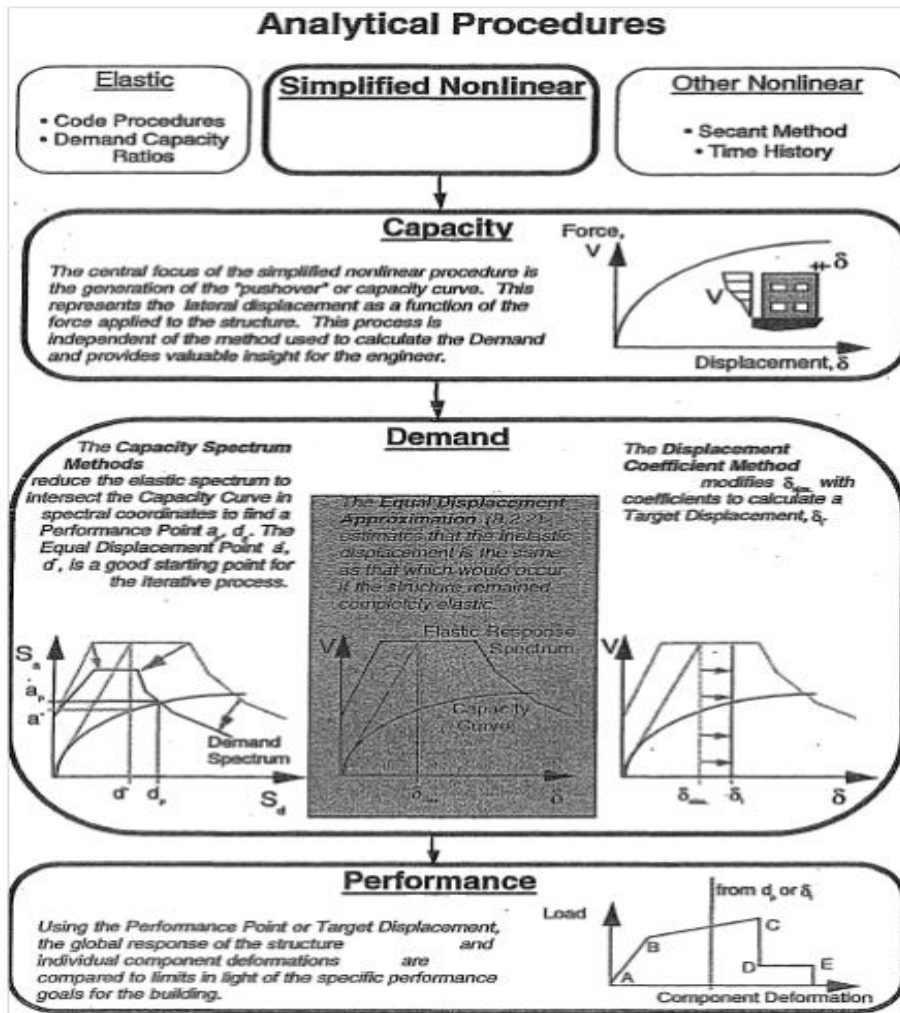 Analytical Procedures
Elastic
• Code Procedures
• Demand Capacity
Ratios
Simplified Nonlinear
Other Nonlinear
• Secant Method
• Time History
Capacity
The central focus of the simplified nonlinear procedure is
the generation of the "pushover" or capacity curve. This
represents the lateral displacement as a function of the
force applied to the structure. This process is
independent of the method used to calculate the Demand
and provides valuable insight for the engineer.
Force,
V
V
δ
Displacement, δ
Demand
The Capacity Spectrum
Methods
reduce the elastic spectrum to
intersect the Capacity Curve in
spectral coordinates to find a
Performance Point a, d. The
Equal Displacement Point a',
d', is a good starting point for
the iterative process.
Sa
a'p
a'
Demand
Spectrum
d'
dp
Sd
The Equal Displacement
Approximation
estimates that the inelastic
displacement is the same
as that which would occur
if the structure remained
completely elastic.
V
Elastic Response
Spectrum
Capacity
Curve
δ
The Displacement
Coefficient Method
modifies with
coefficients to calculate a
Target Displacement, δt.
V
δt
δ
Performance
Using the Performance Point or Target Displacement,
the global response of the structure and
individual component deformations are
compared to limits in light of the specific performance
goals for the building.
Load
from dp or δt
A
B
C
D
E
Component Deformation